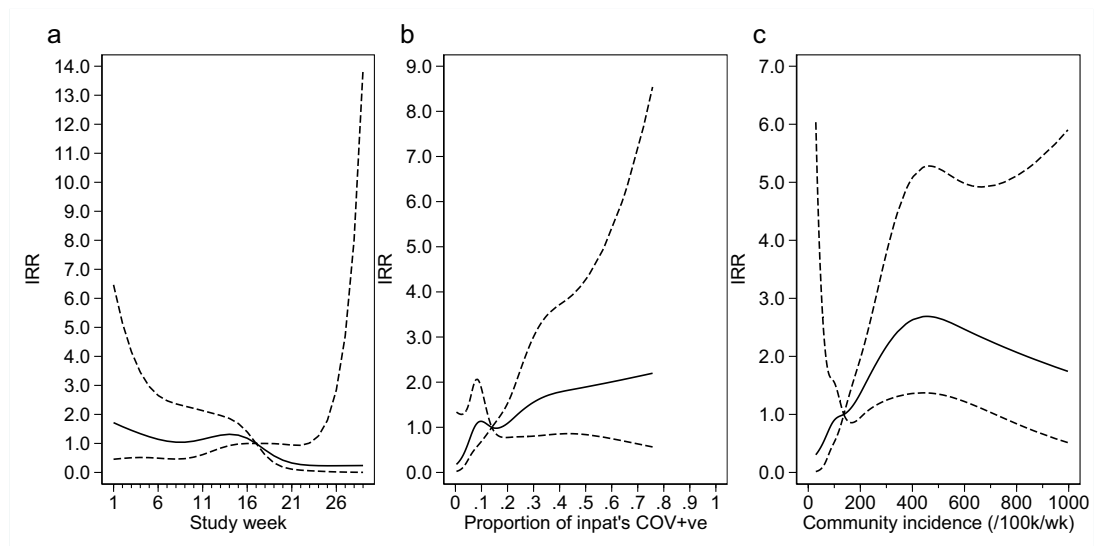 a
IRR
14.0
13.0
12.0
11.0
10.0
9.0
8.0
7.0
6.0
5.0
4.0
3.0
2.0
1.0
0.0
1 6 11 16 21 26
Study week
b
IRR
9.0
8.0
7.0
6.0
5.0
4.0
3.0
2.0
1.0
0.0
0 .1 .2 .3 .4 .5 .6 .7 .8 .9 1
Proportion of inpat's COV+ve
c
IRR
7.0
6.0
5.0
4.0
3.0
2.0
1.0
0.0
0 200 400 600 800 1000
Community incidence (/100k/wk)